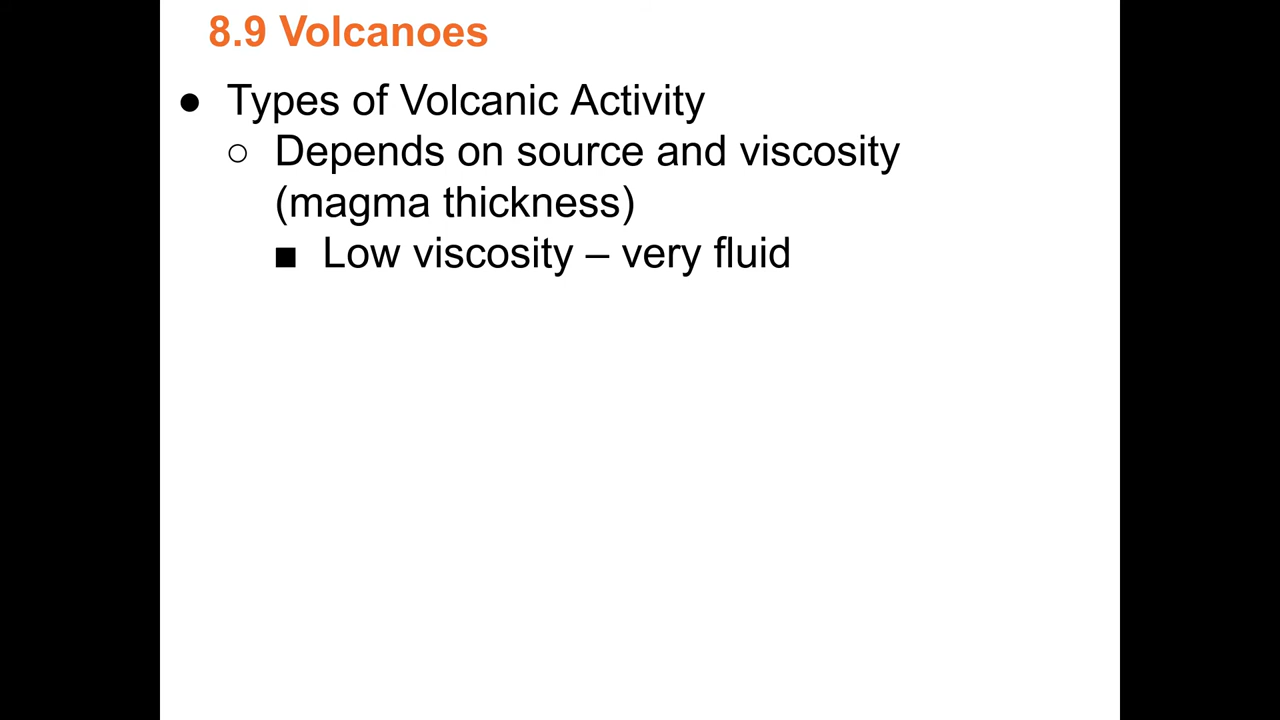 8.9 Volcanoes
● Types of Volcanic Activity
○ Depends on source and viscosity
(magma thickness)
■ Low viscosity – very fluid